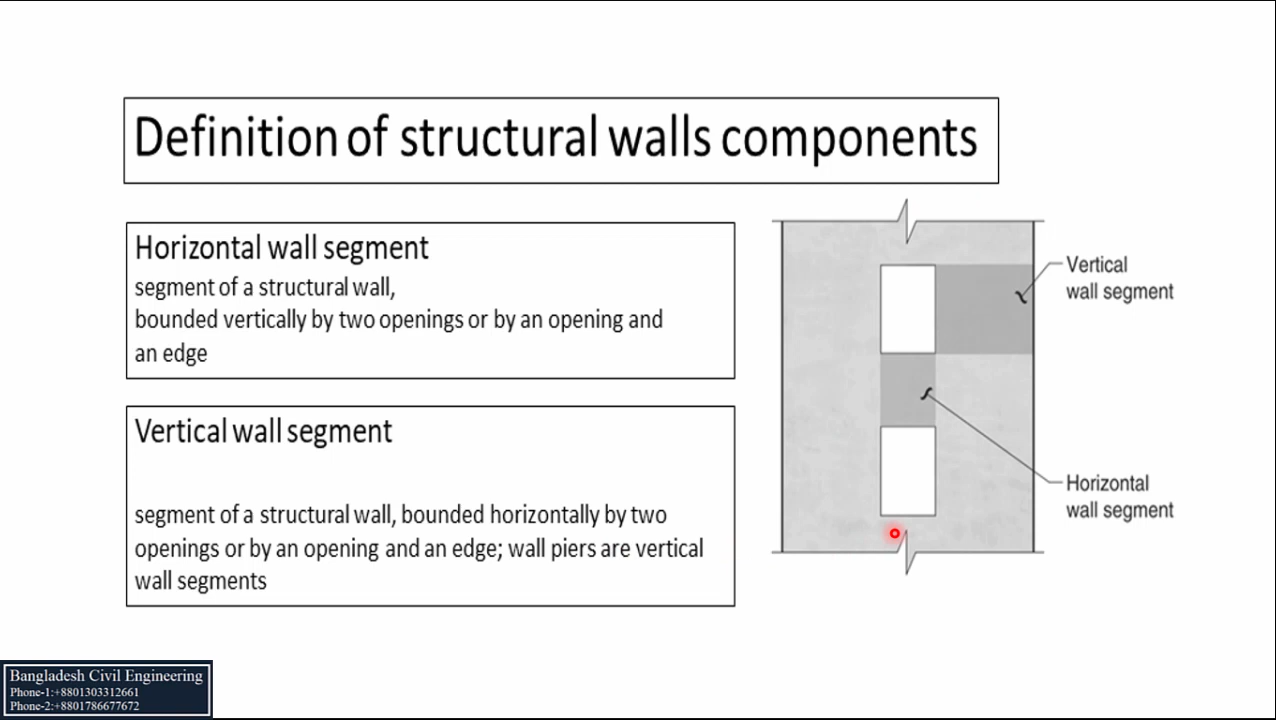 Definition of structural walls components
Horizontal wall segment
segment of a structural wall,
bounded vertically by two openings or by an opening and
an edge
Vertical wall segment
segment of a structural wall, bounded horizontally by two
openings or by an opening and an edge; wall piers are vertical
wall segments
Vertical
wall segment
Horizontal
wall segment
Bangladesh Civil Engineering
Phone-1:+8801303312661
Phone-2:+8801786677672